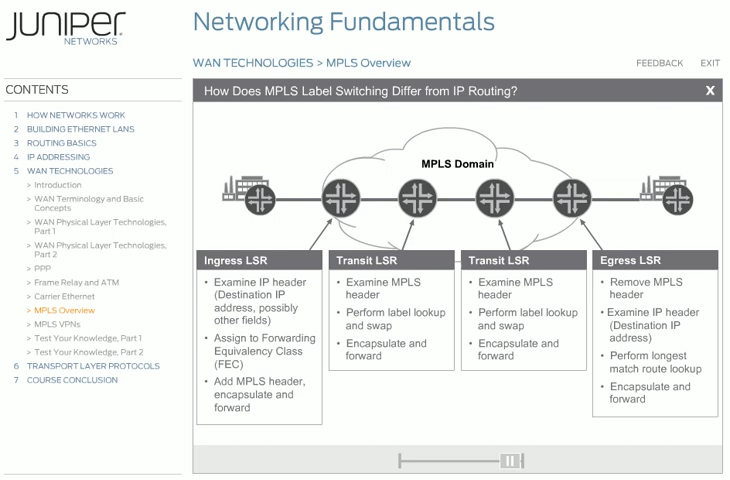 JUNIPEr
NETWORKS
Networking Fundamentals
WAN TECHNOLOGIES > MPLS Overview
FEEDBACK
EXIT
CONTENTS
1 HOW NETWORKS WORK
2 BUILDING ETHERNET LANS
3 ROUTING BASICS
4 IP ADDRESSING
5 WAN TECHNOLOGIES
> Introduction
> WAN Terminology and Basic
Concepts
> WAN Physical Layer Technologies,
Part 1
> WAN Physical Layer Technologies,
Part 2
> PPP
> Frame Relay and ATM
> Carrier Ethernet
> MPLS Overview
> MPLS VPNs
> Test Your Knowledge, Part 1
> Test Your Knowledge, Part 2
6 TRANSPORT LAYER PROTOCOLS
7 COURSE CONCLUSION
How Does MPLS Label Switching Differ from IP Routing?
X
MPLS Domain
Ingress LSR
• Examine IP header
(Destination IP
address, possibly
other fields)
• Assign to Forwarding
Equivalency Class
(FEC)
• Add MPLS header,
encapsulate and
forward
Transit LSR
• Examine MPLS
header
• Perform label lookup
and swap
• Encapsulate and
forward
Transit LSR
• Examine MPLS
header
• Perform label lookup
and swap
• Encapsulate and
forward
Egress LSR
• Remove MPLS
header
• Examine IP header
(Destination IP
address)
• Perform longest
match route lookup
• Encapsulate and
forward